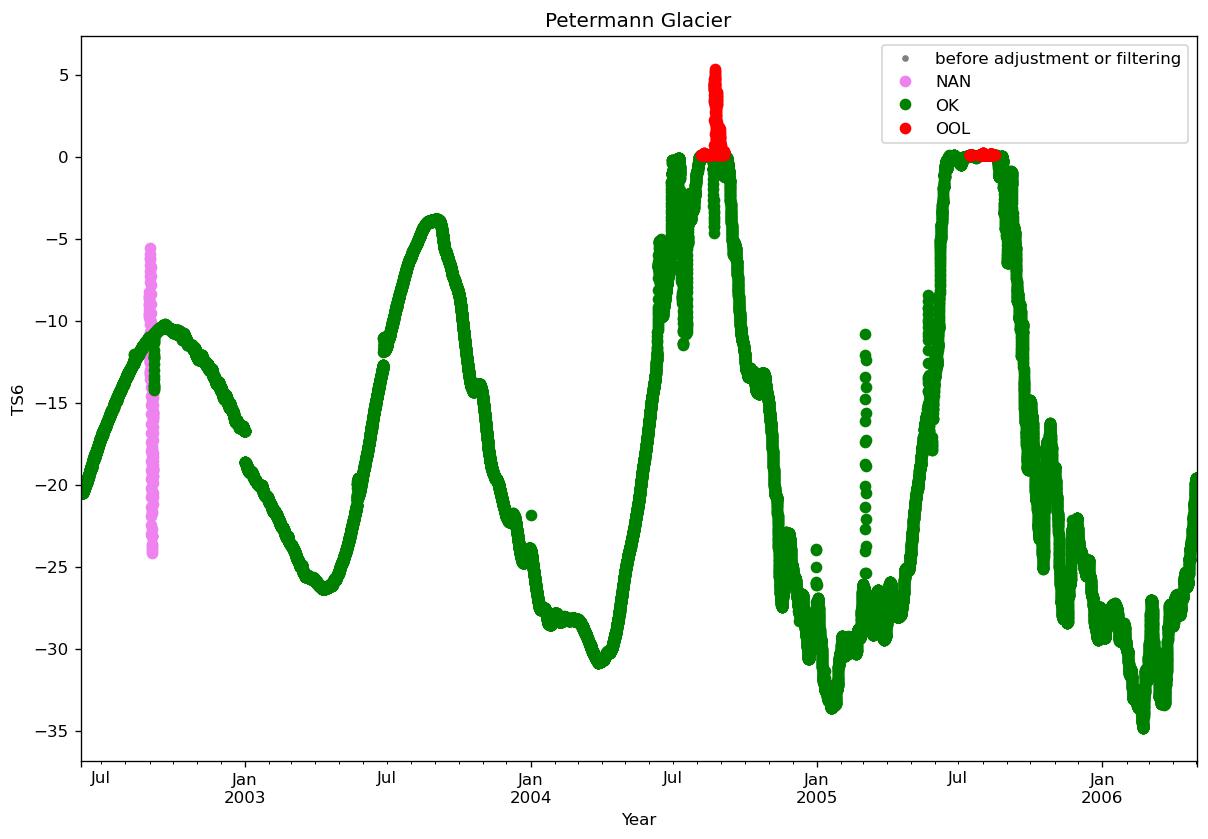 Petermann Glacier
before adjustment or filtering
NAN
OK
OOL
TS6
5
0
−5
−10
−15
−20
−25
−30
−35
Jul Jan Jul Jan Jul Jan Jul Jan
2003 2004 2005 2006
Year